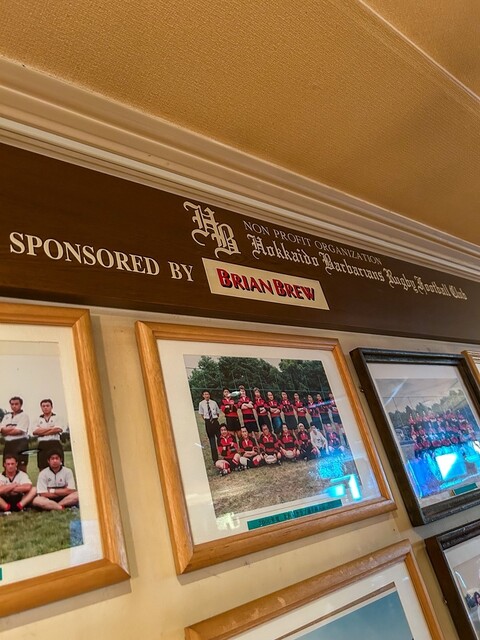 HB
NON PROFIT ORGANIZATION
Hokkaido Barbarians Rugby Football Club
SPONSORED BY
BRIAN BREW